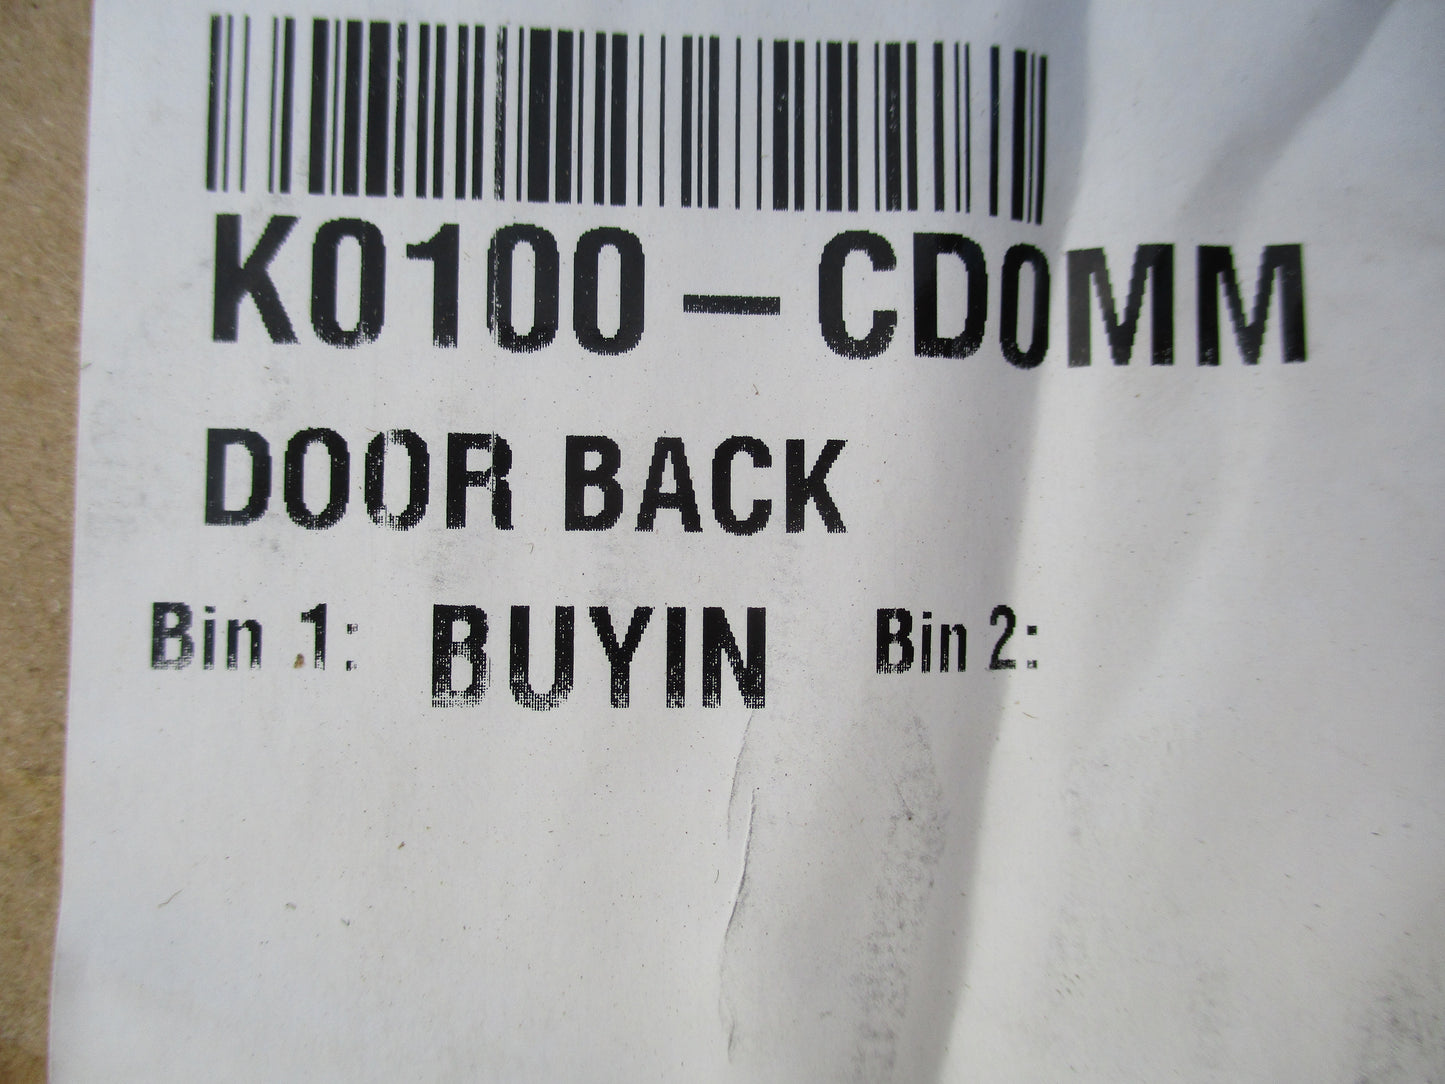 K0100-CD0MM
DOOR BACK
Bin 1: BUYIN Bin 2: